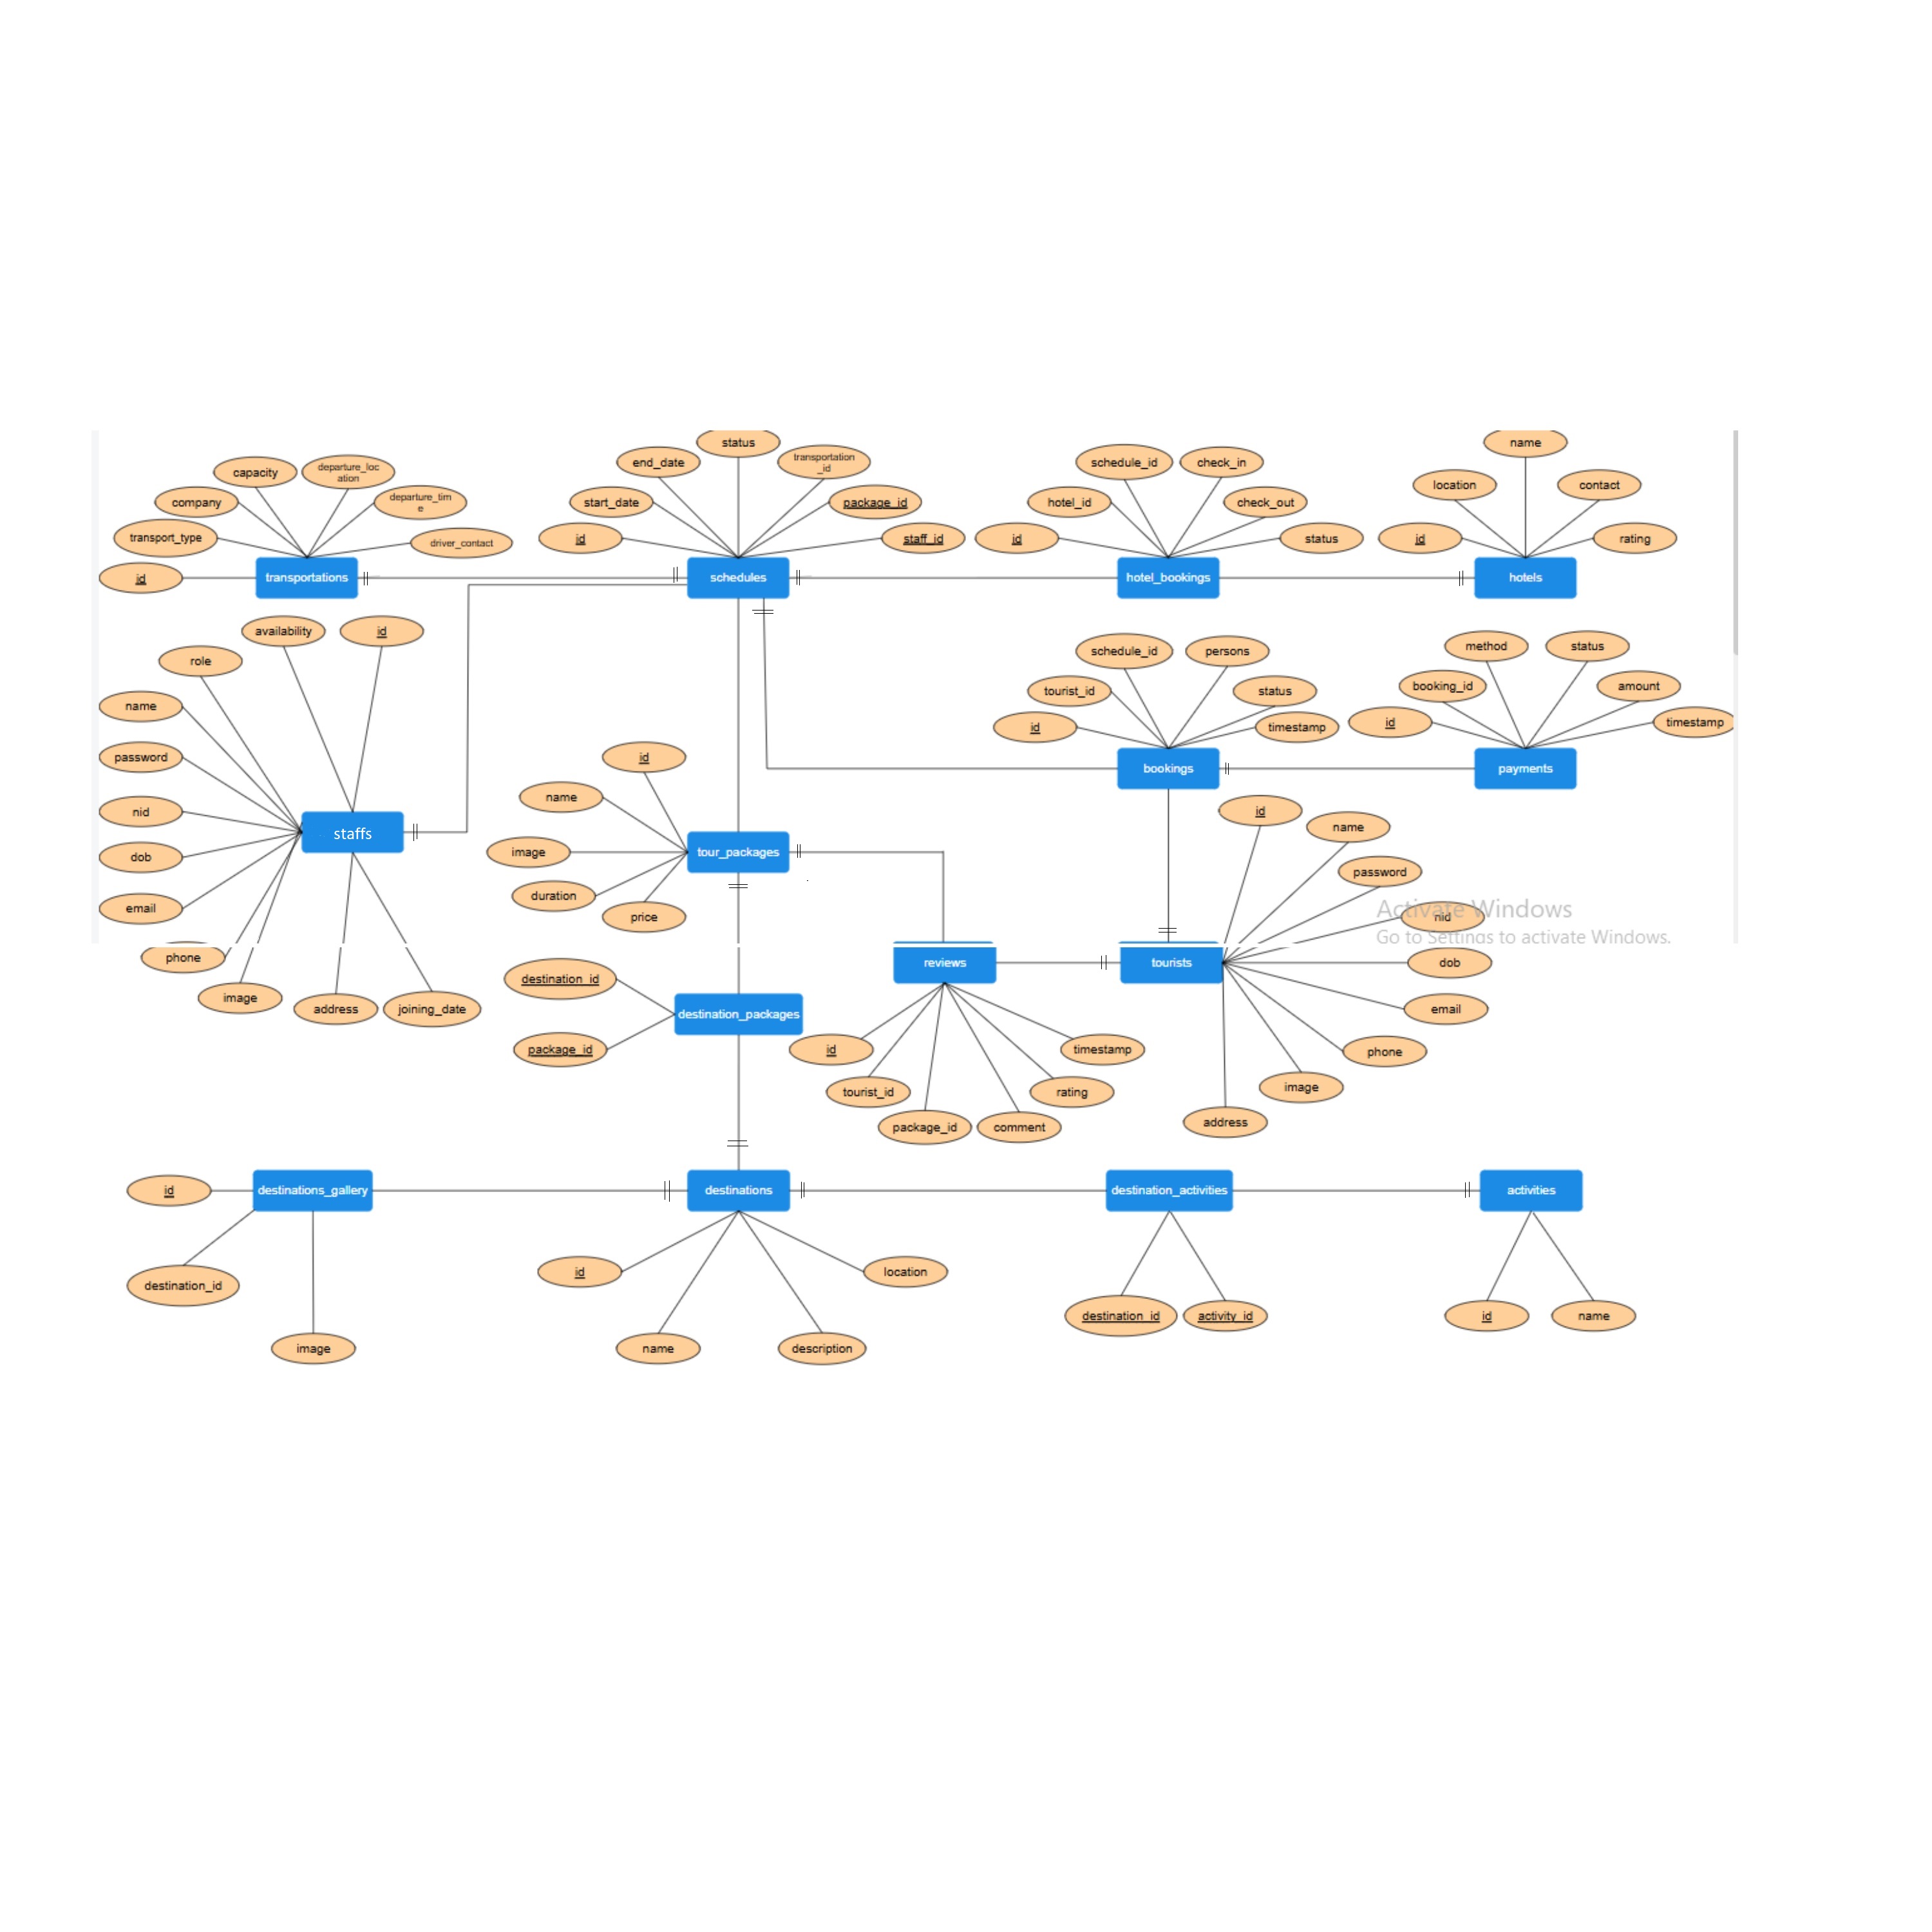 status
name
end_date
transportation
_id
schedule_id
check_in
capacity
departure_loc
ation
location
contact
company
departure_tim
e
start_date
package_id
hotel_id
check_out
transport_type
driver_contact
id
staff_id
id
status
id
rating
id
transportations
schedules
hotel_bookings
hotels
availability
id
role
schedule_id
persons
method
status
name
tourist_id
status
booking_id
amount
id
timestamp
id
timestamp
password
id
bookings
payments
name
id
nid
name
staffs
tour_packages
image
dob
password
duration
email
price
nid
Activate Windows
Go to Settings to activate Windows.
phone
destination_id
reviews
tourists
dob
image
address
joining_date
destination_packages
email
package_id
id
timestamp
phone
tourist_id
rating
image
package_id
comment
address
id
destinations_gallery
destinations
destination_activities
activities
destination_id
id
location
destination_id
activity_id
id
name
image
name
description